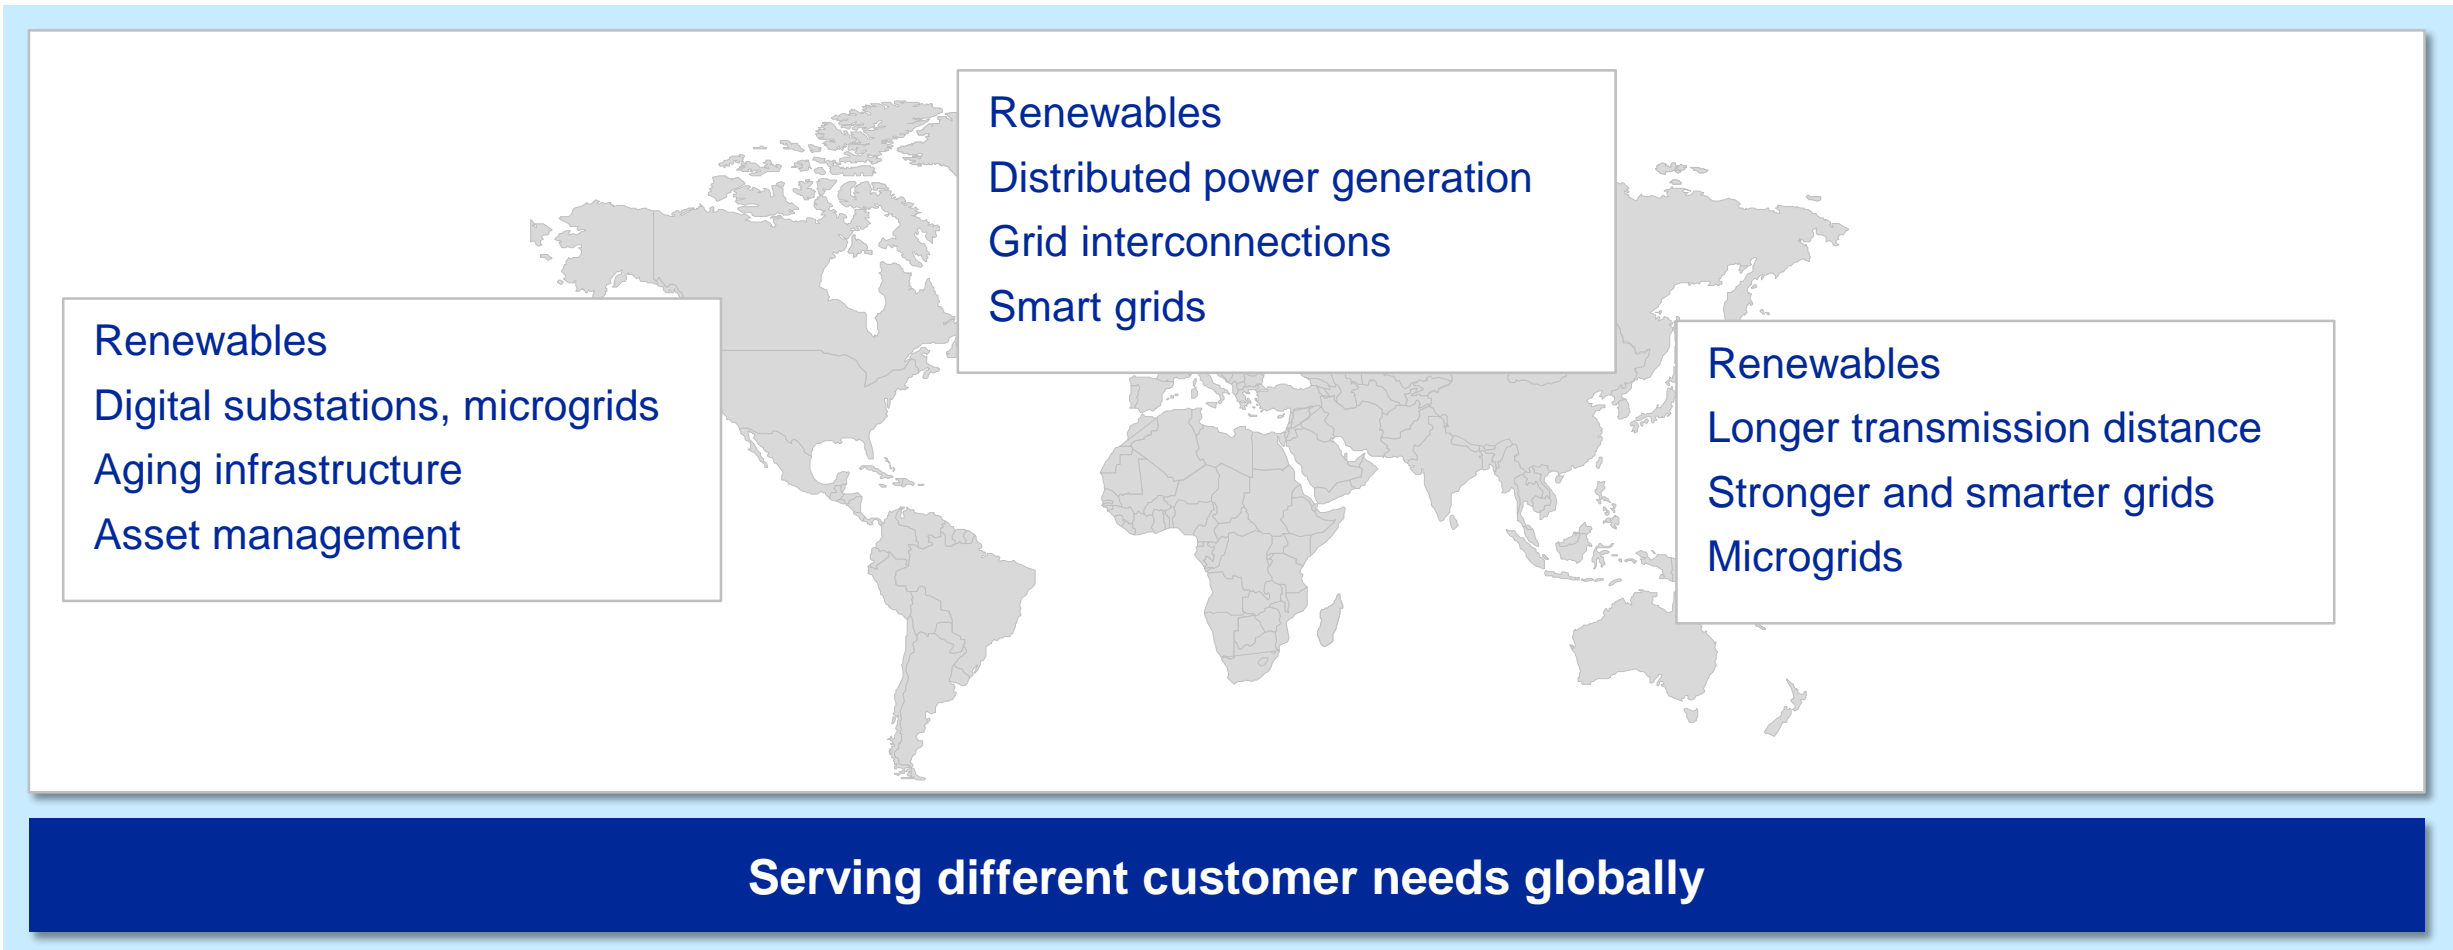 Renewables
Digital substations, microgrids
Aging infrastructure
Asset management
Renewables
Distributed power generation
Grid interconnections
Smart grids
Renewables
Longer transmission distance
Stronger and smarter grids
Microgrids
Serving different customer needs globally